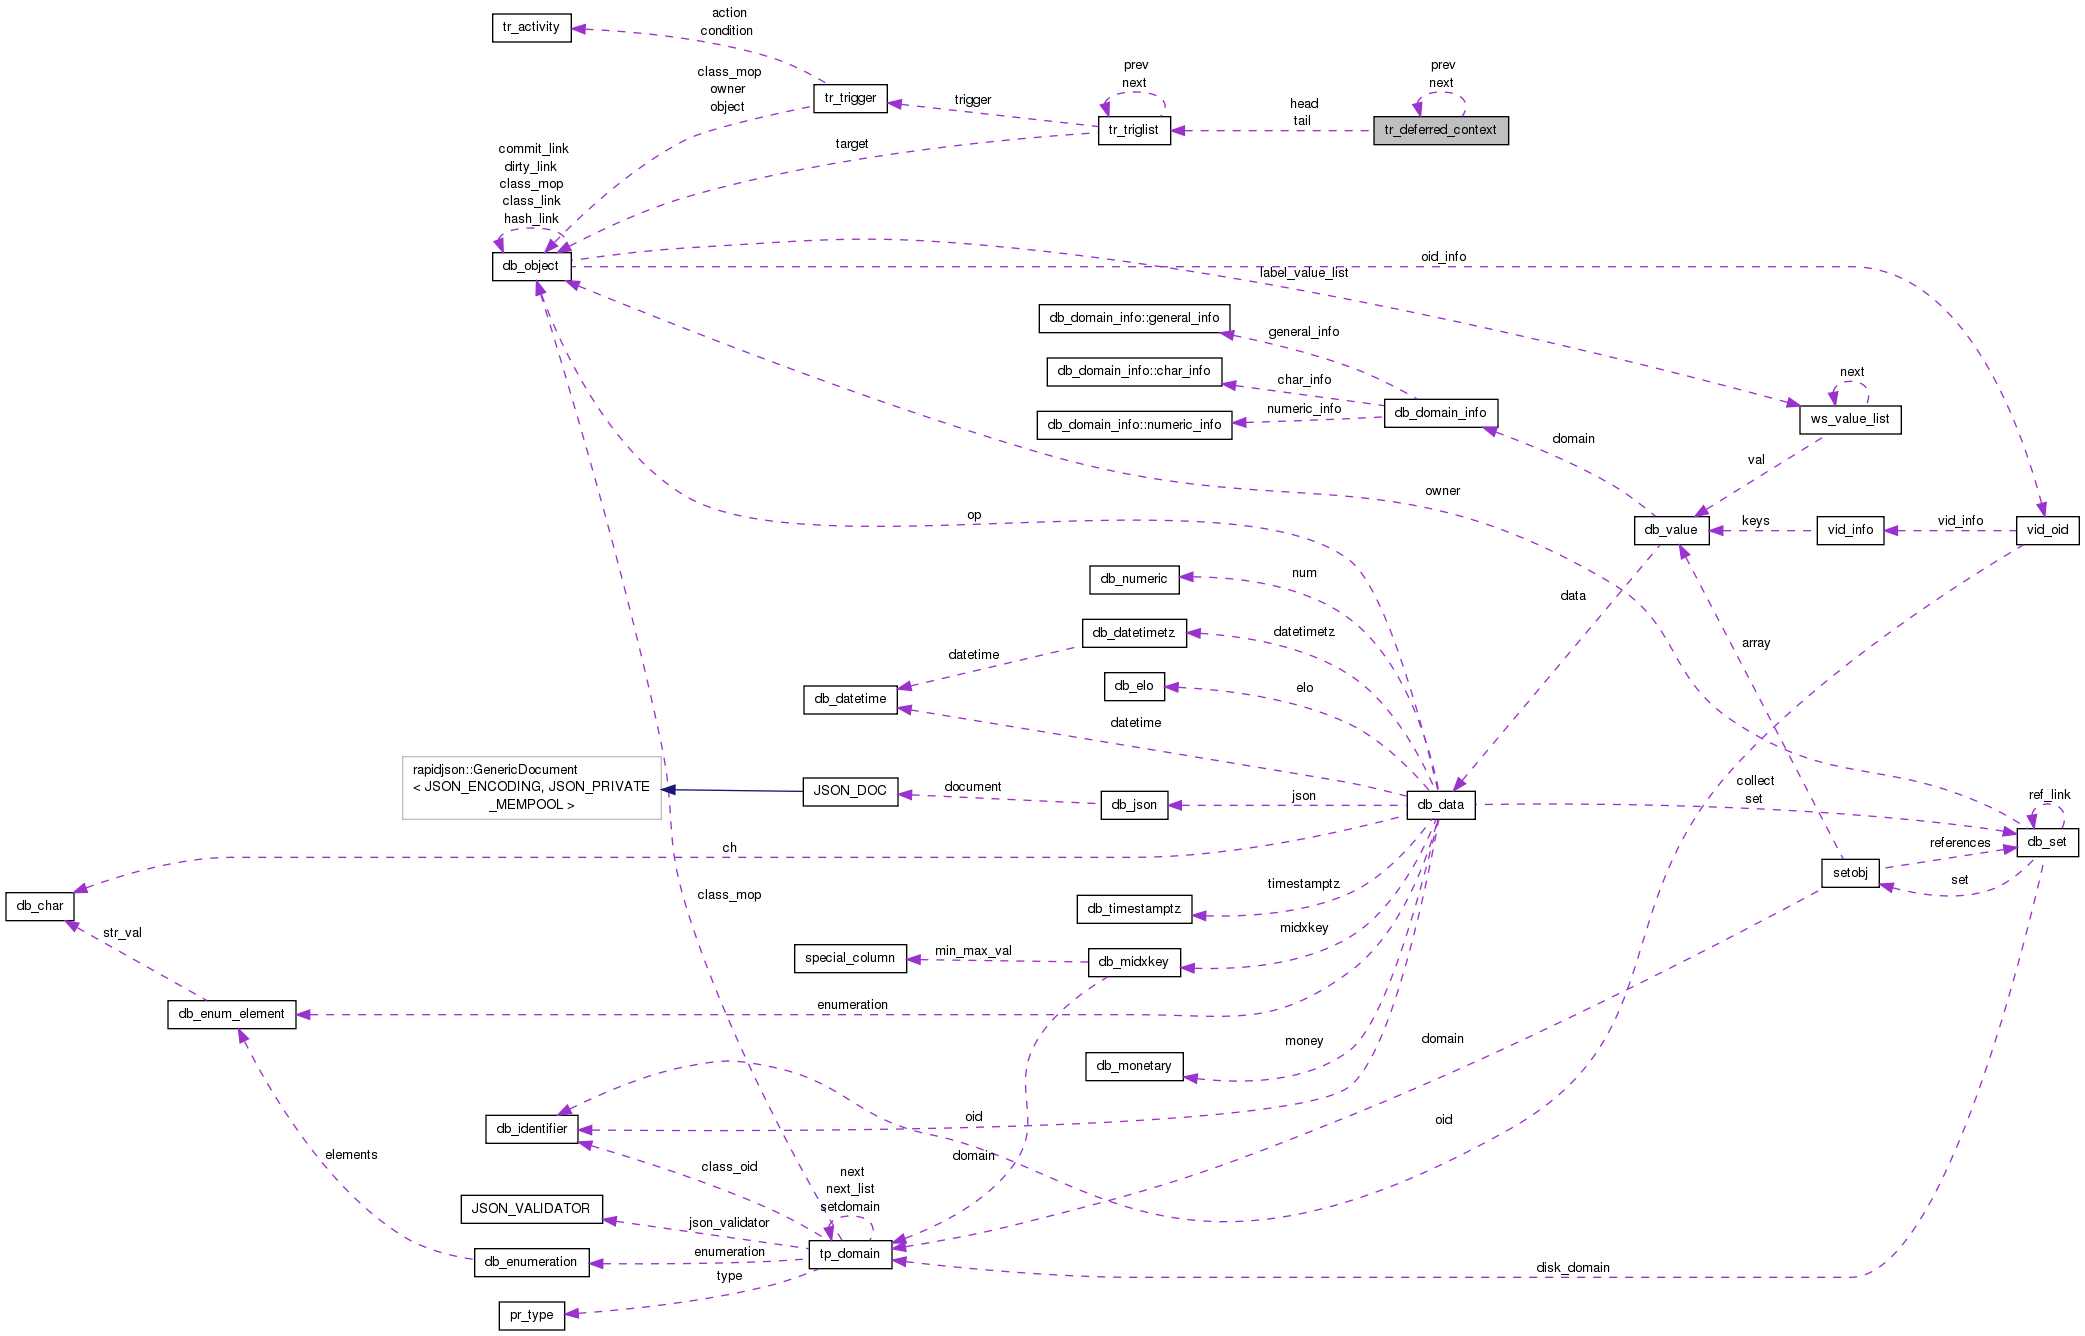 action
condition
tr_activity
class_mop
owner
object
tr_trigger
trigger
prev
next
tr_triglist
head
tail
prev
next
tr_deferred_context
target
commit_link
dirty_link
class_mop
class_link
hash_link
db_object
oid_info
label_value_list
db_domain_info::general_info
general_info
db_domain_info::char_info
char_info
db_domain_info::numeric_info
numeric_info
db_domain_info
next
ws_value_list
domain
val
owner
op
db_value
keys
vid_info
vid_info
vid_oid
db_numeric
num
data
db_datetimetz
datetimetz
array
datetime
db_datetime
db_elo
elo
datetime
rapidjson::GenericDocument
< JSON_ENCODING, JSON_PRIVATE
_MEMPOOL >
JSON_DOC
document
db_json
json
db_data
collect
set
ref_link
db_set
references
setobj
set
ch
class_mop
db_char
str_val
db_timestamptz
timestamptz
midxkey
special_column
min_max_val
db_midxkey
enumeration
db_enum_element
money
domain
db_monetary
oid
oid
db_identifier
elements
domain
class_oid
next
next_list
setdomain
JSON_VALIDATOR
json_validator
tp_domain
enumeration
db_enumeration
disk_domain
type
pr_type